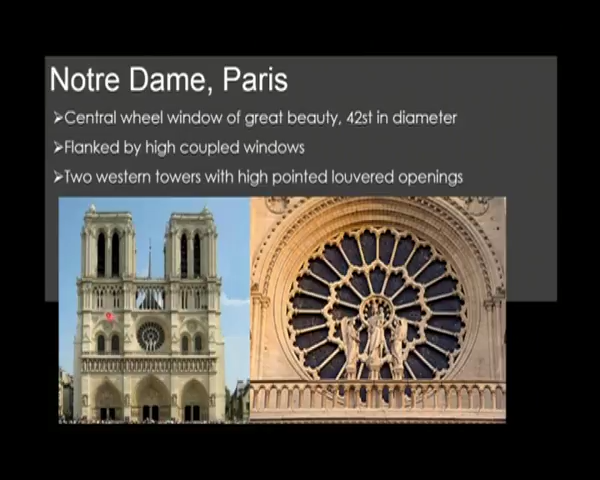 Notre Dame, Paris
➢Central wheel window of great beauty, 42st in diameter
➢Flanked by high coupled windows
➢Two western towers with high pointed louvered openings